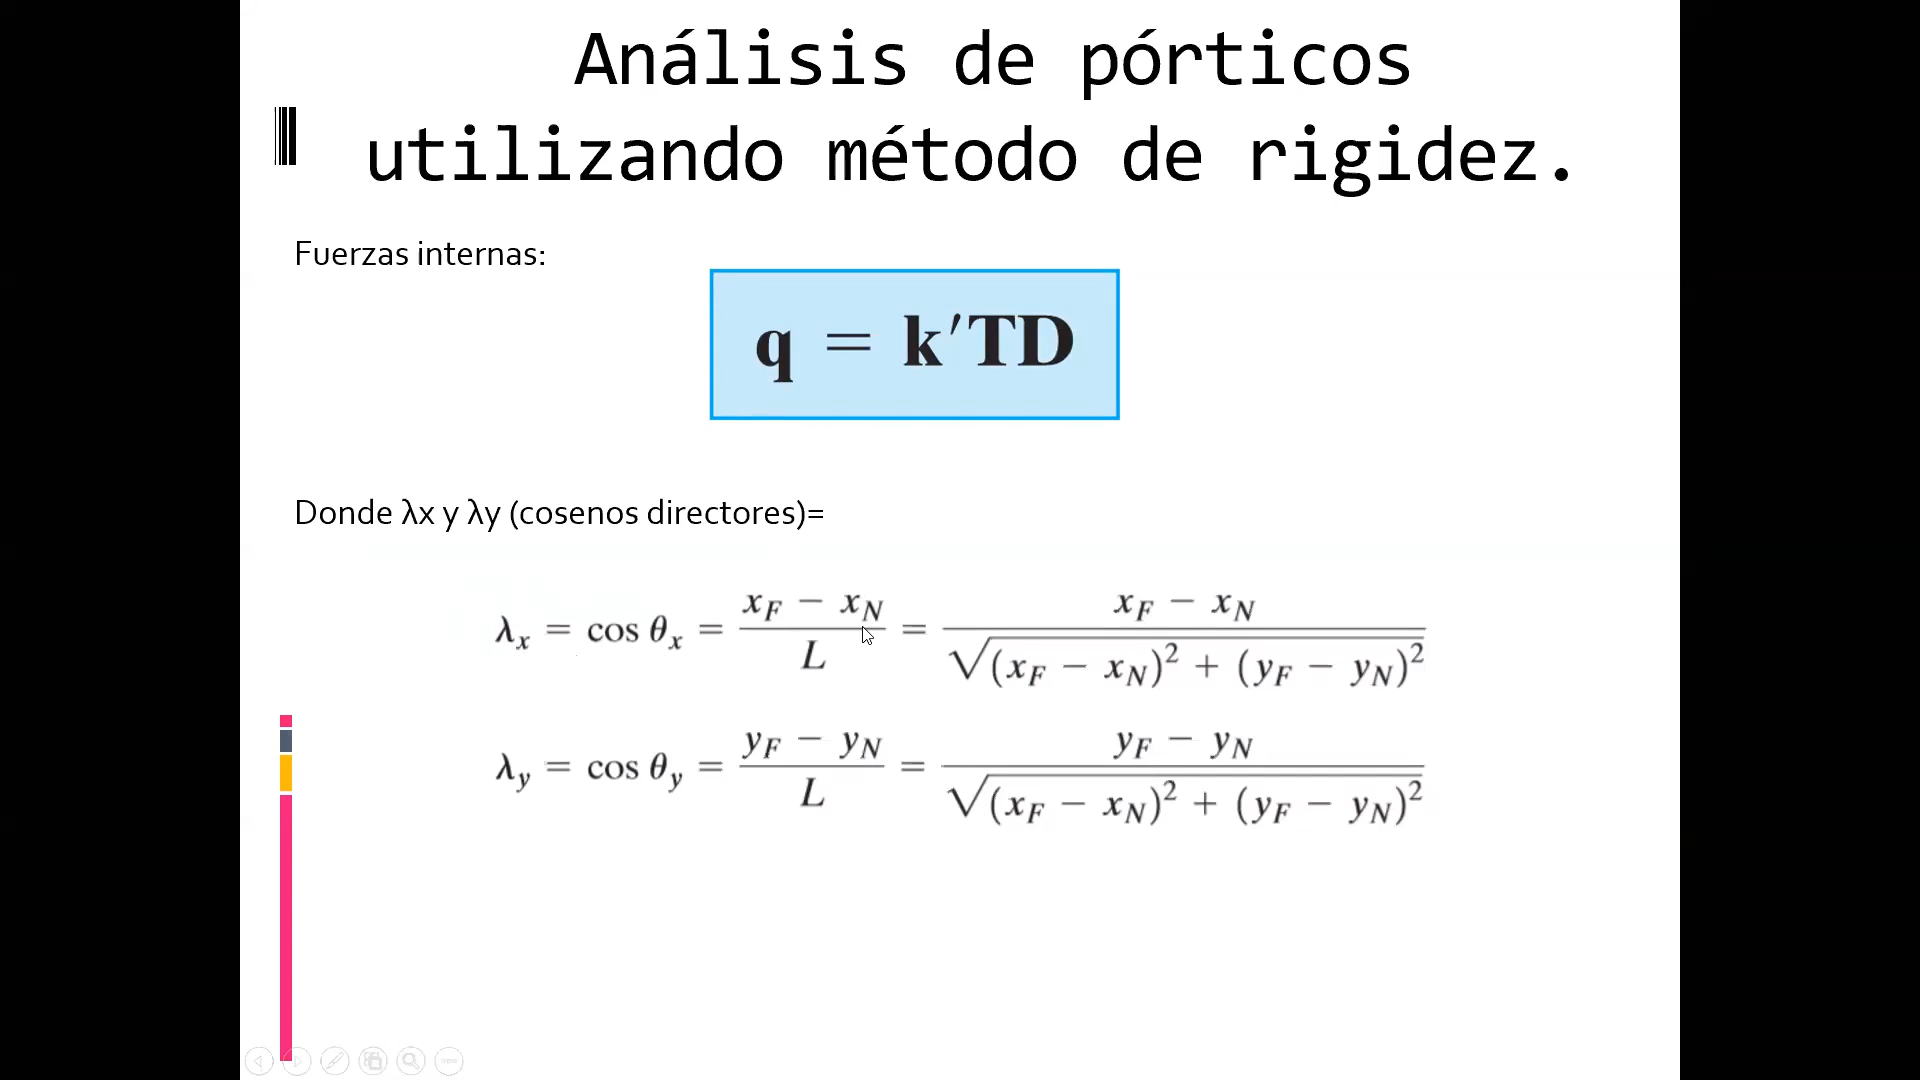 Análisis de pórticos
utilizando método de rigidez.
Fuerzas internas:
q = k′TD
Donde λx y λy (cosenos directores)=
λx = cos θx = (xF − xN)/L = (xF − xN)/√((xF − xN)² + (yF − yN)²)
λy = cos θy = (yF − yN)/L = (yF − yN)/√((xF − xN)² + (yF − yN)²)